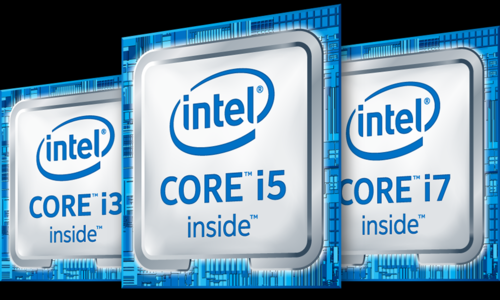 intel®
CORE™ i3
inside™
intel®
CORE™ i5
inside™
intel®
CORE™ i7
inside™